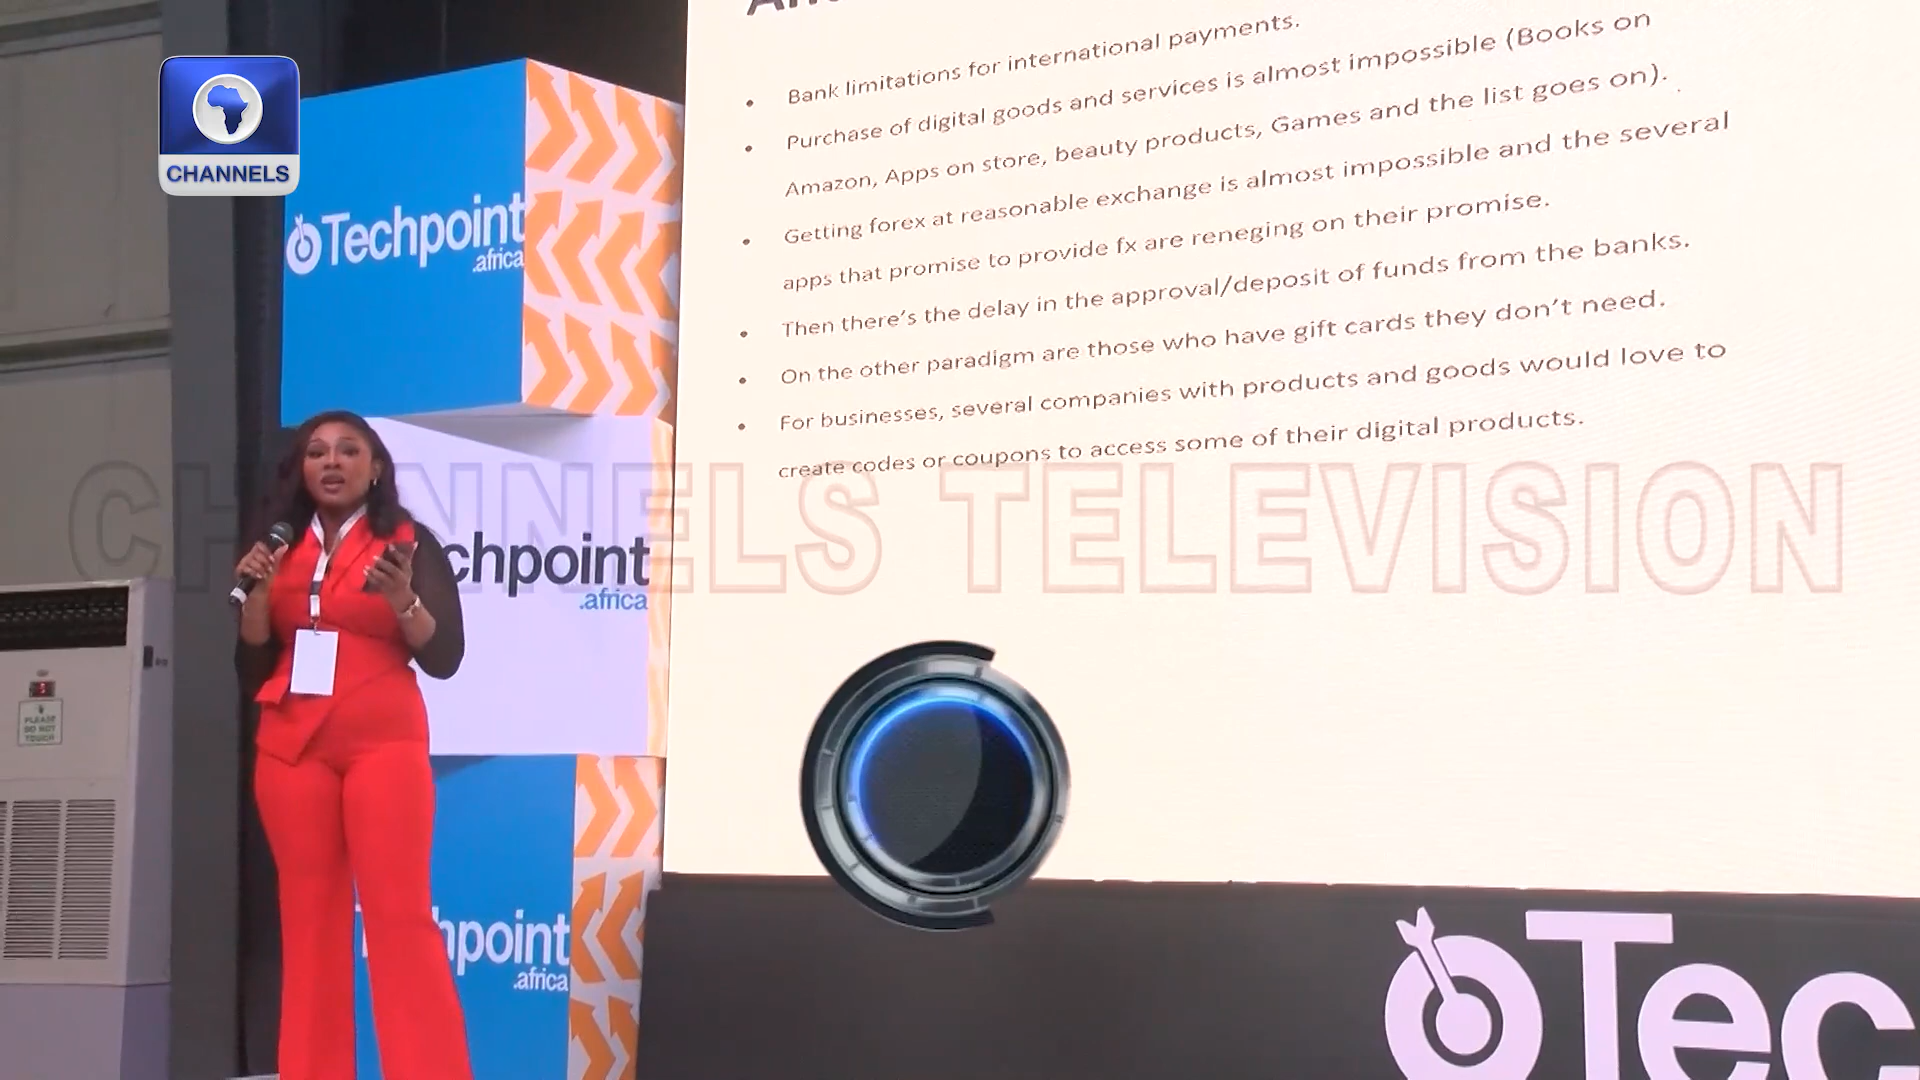 CHANNELS
Techpoint
.africa
Bank limitations for international payments.
Purchase of digital goods and services is almost impossible (Books on
Amazon, Apps on store, beauty products, Games and the list goes on).
Getting forex at reasonable exchange is almost impossible and the several
apps that promise to provide fx are reneging on their promise.
Then there's the delay in the approval/deposit of funds from the banks.
On the other paradigm are those who have gift cards they don't need.
For businesses, several companies with products and goods would love to
create codes or coupons to access some of their digital products.
CHANNELS TELEVISION
chpoint
.africa
PLEASE
DO NOT
TOUCH
hpoint
.africa
Tec